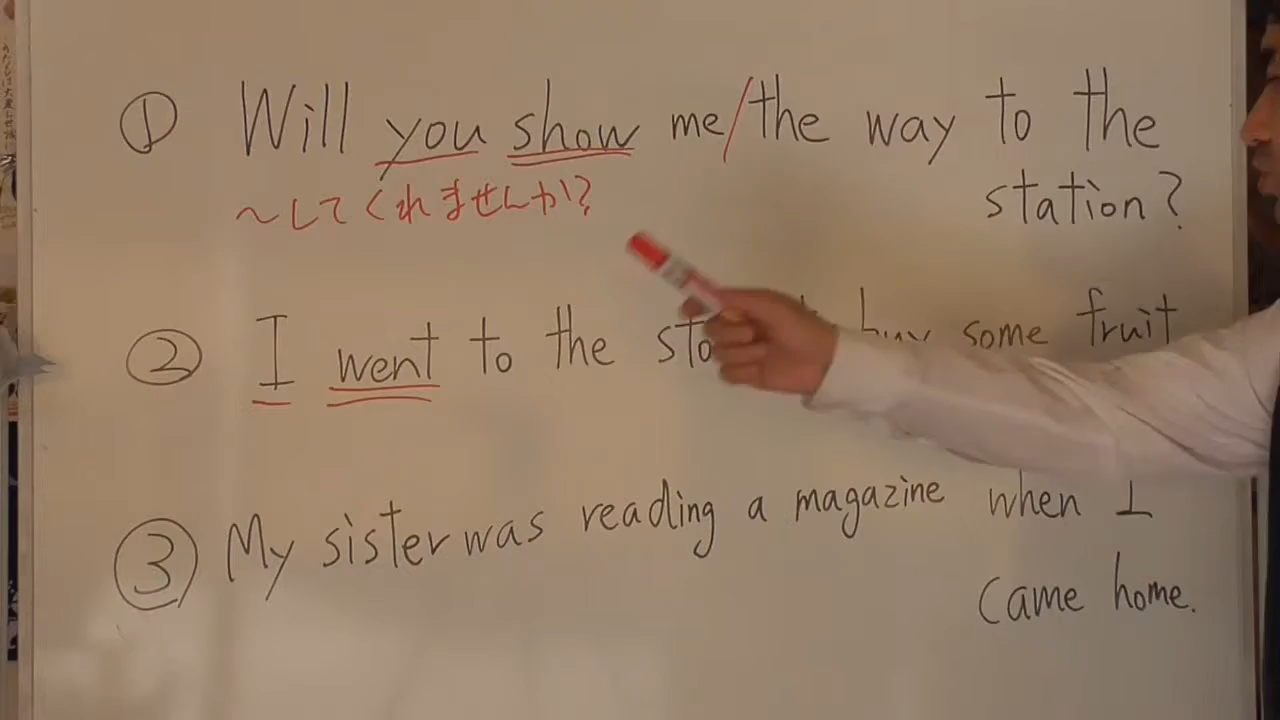 ① Will you show me/the way to the
station?
~してくれませんか?
② I went to the buy some fruit
③ My sister was reading a magazine when I
came home.